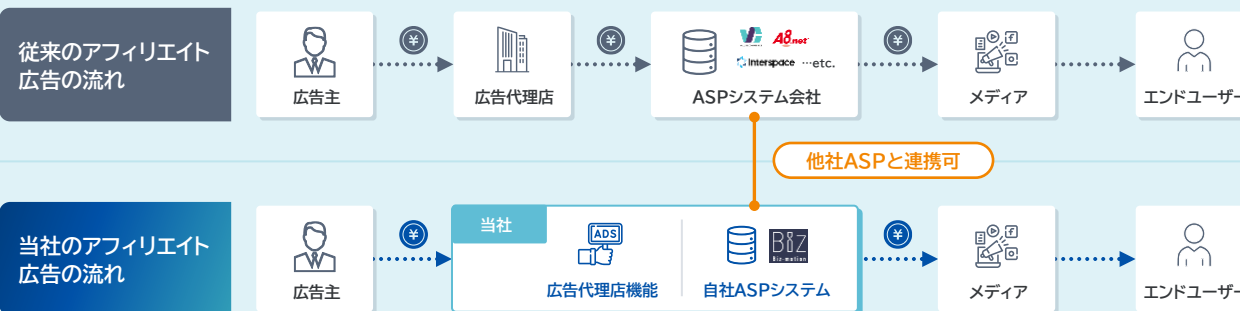 従来のアフィリエイト
広告の流れ
¥
¥
¥
A8.net
Interspace …etc.
広告主
広告代理店
ASPシステム会社
メディア
エンドユーザー
他社ASPと連携可
当社のアフィリエイト
広告の流れ
¥
当社
ADS
BiZ
Biz-mation
¥
広告主
広告代理店機能
自社ASPシステム
メディア
エンドユーザー